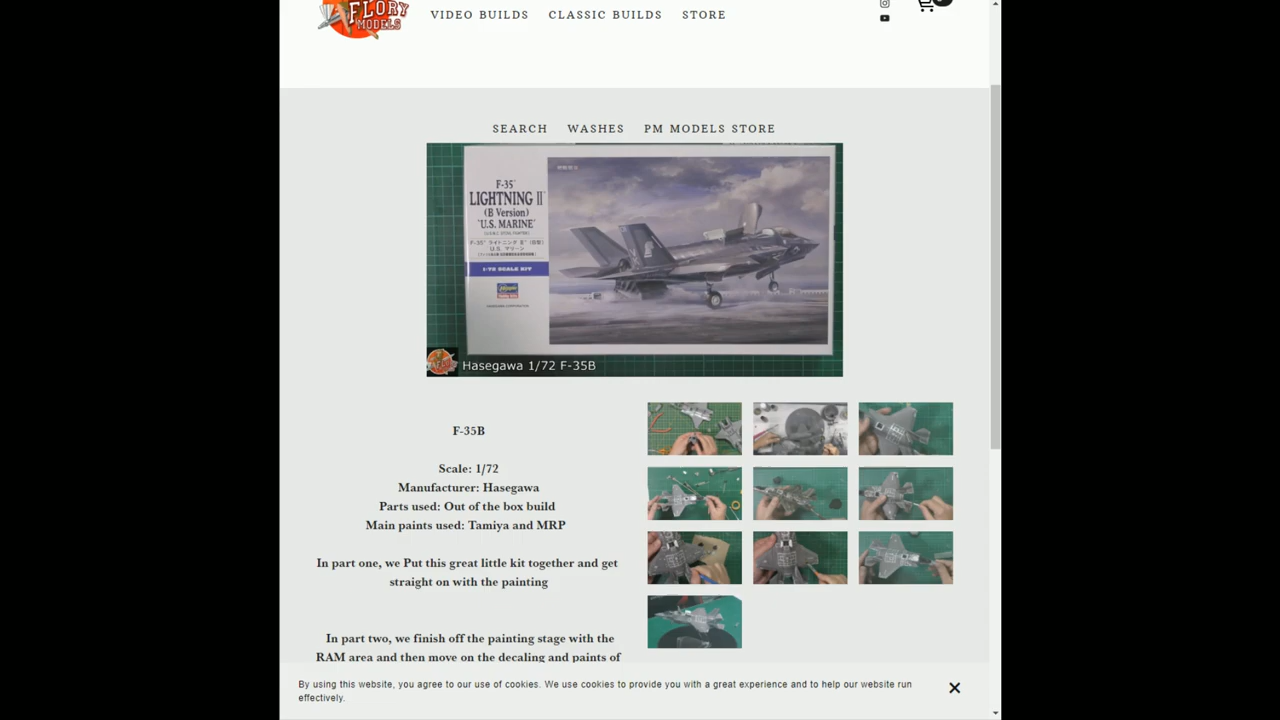 FLORY
MODELS
VIDEO BUILDS CLASSIC BUILDS STORE
SEARCH WASHES PM MODELS STORE
F-35
LIGHTNING II
(B Version)
"U.S. MARINE"
1:72 SCALE KIT
Hasegawa 1/72 F-35B
F-35B
Scale: 1/72
Manufacturer: Hasegawa
Parts used: Out of the box build
Main paints used: Tamiya and MRP
In part one, we Put this great little kit together and get
straight on with the painting
In part two, we finish off the painting stage with the
RAM area and then move on the decaling and paints of
By using this website, you agree to our use of cookies. We use cookies to provide you with a great experience and to help our website run
effectively.